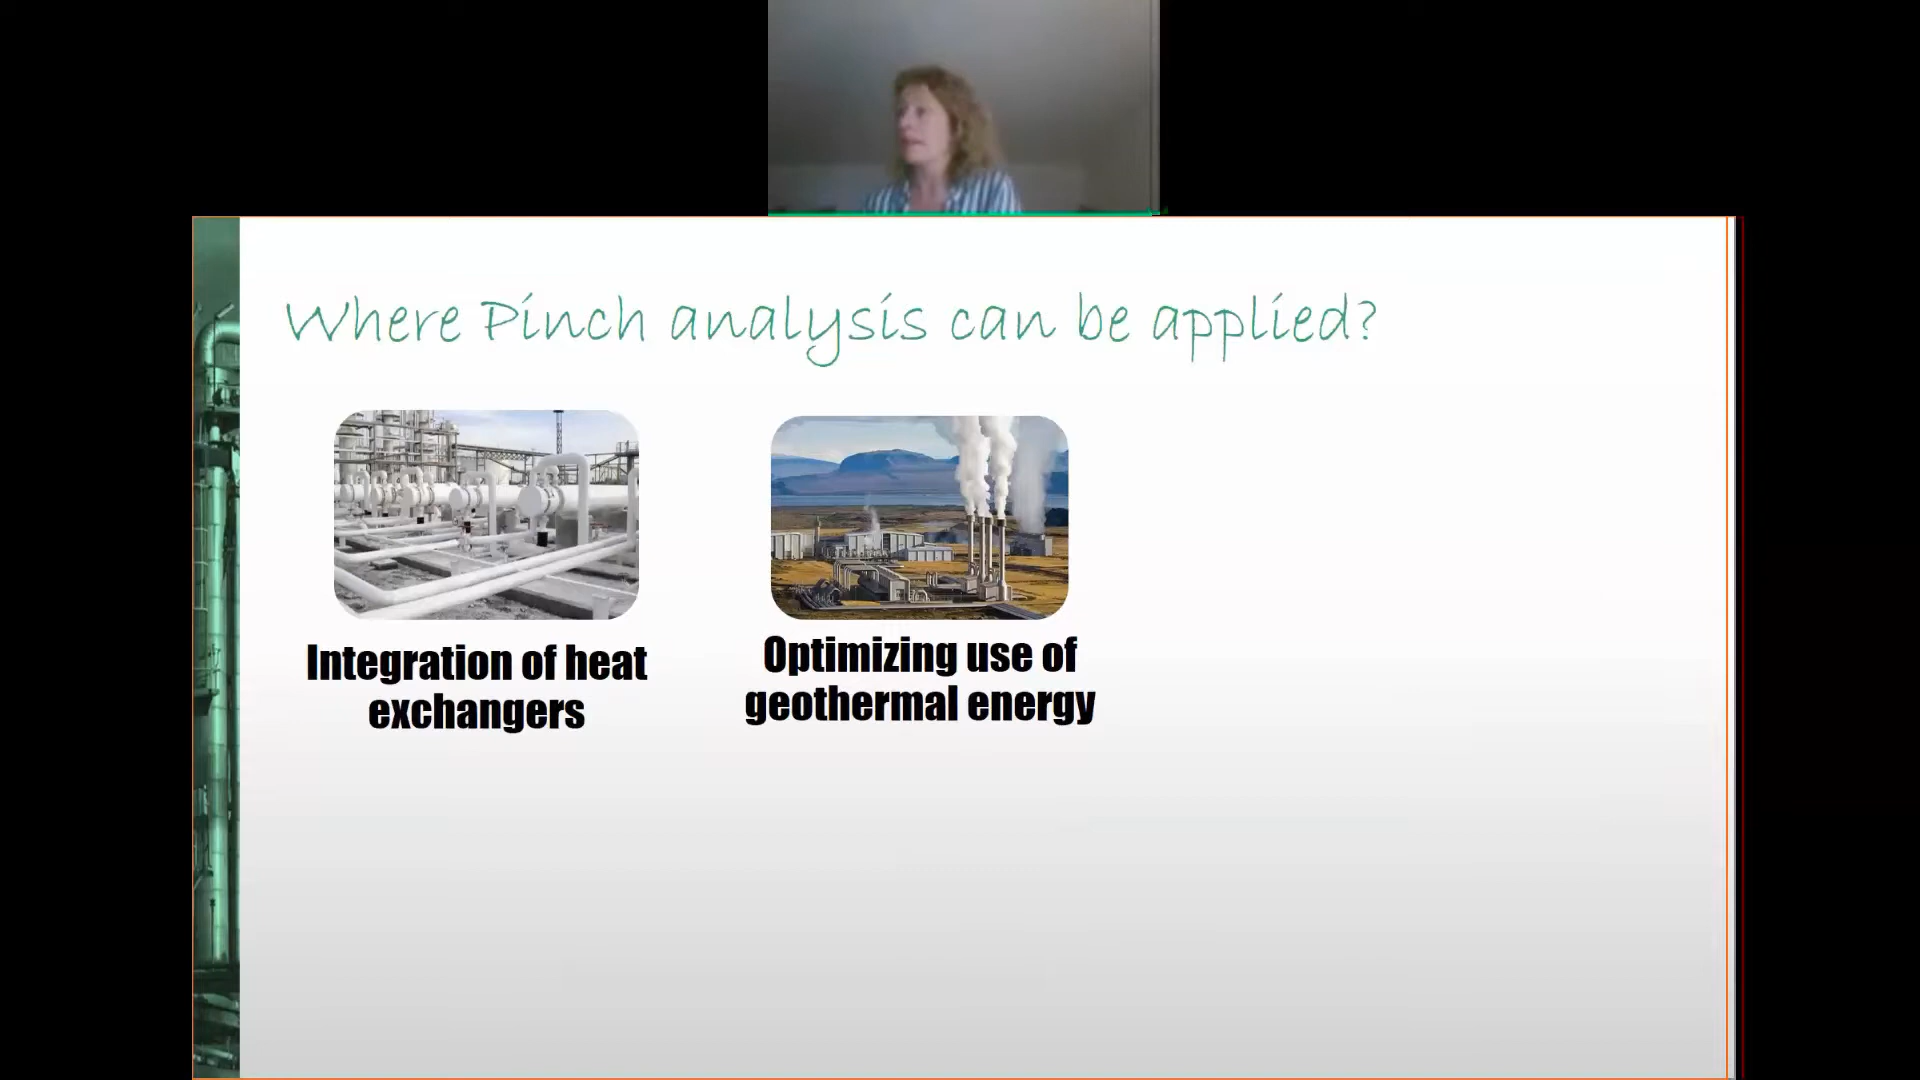 Where Pinch analysis can be applied?
Integration of heat
exchangers
Optimizing use of
geothermal energy